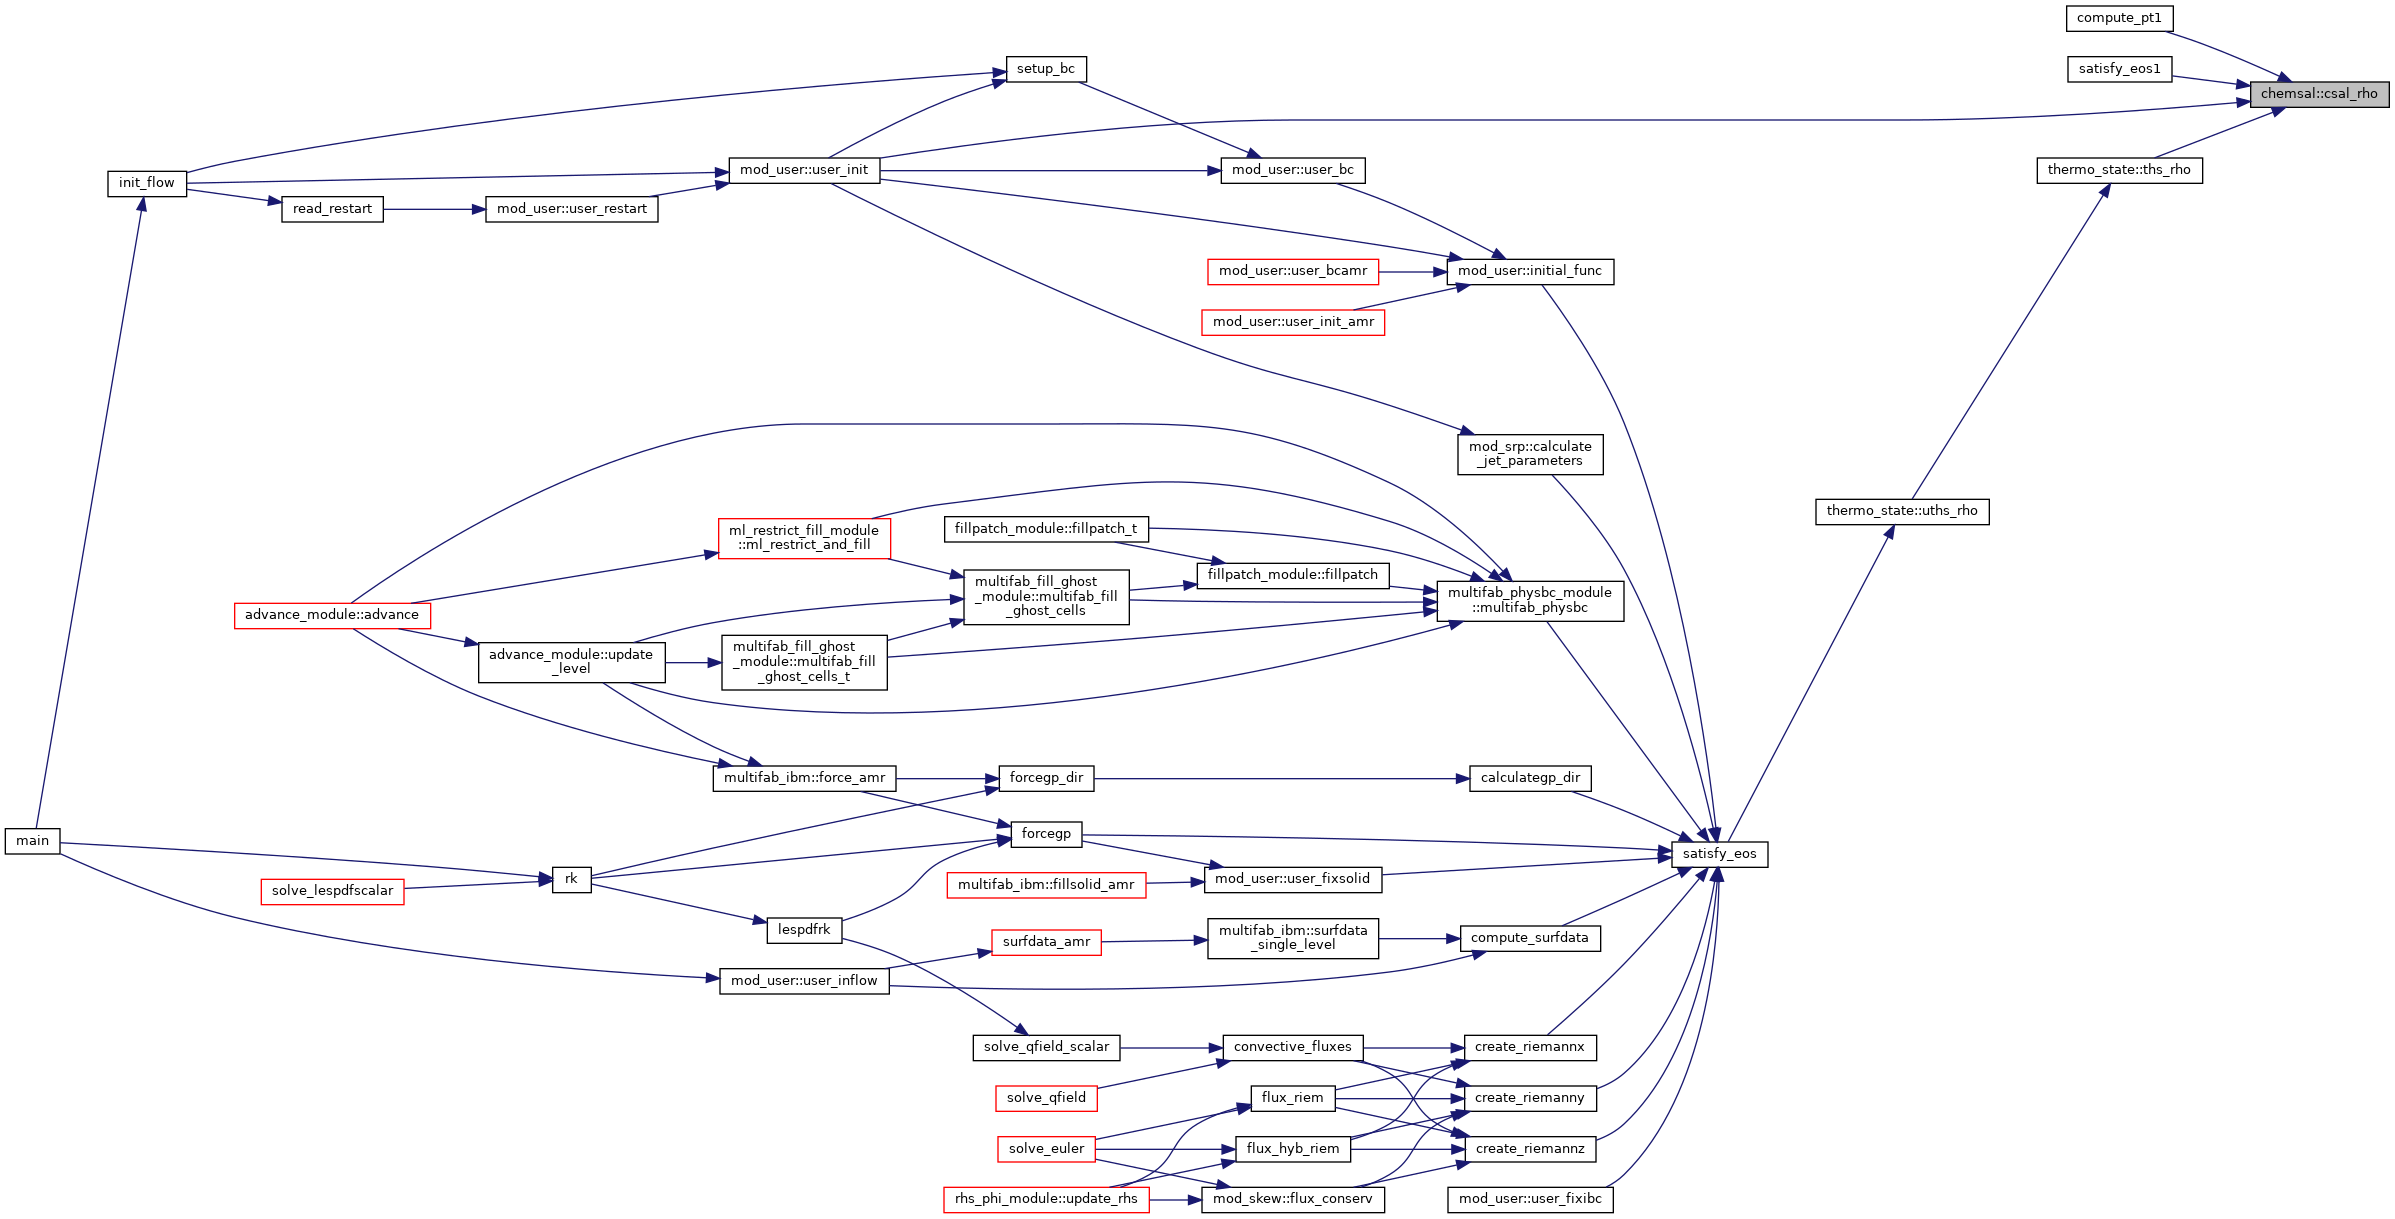 compute_pt1
setup_bc
satisfy_eos1
chemsal::csal_rho
init_flow
mod_user::user_init
mod_user::user_bc
thermo_state::ths_rho
read_restart
mod_user::user_restart
mod_user::user_bcamr
mod_user::initial_func
mod_user::user_init_amr
mod_srp::calculate
_jet_parameters
ml_restrict_fill_module
::ml_restrict_and_fill
fillpatch_module::fillpatch_t
thermo_state::uths_rho
fillpatch_module::fillpatch
multifab_fill_ghost
_module::multifab_fill
_ghost_cells
multifab_physbc_module
::multifab_physbc
advance_module::advance
advance_module::update
_level
multifab_fill_ghost
_module::multifab_fill
_ghost_cells_t
multifab_ibm::force_amr
forcegp_dir
calculategp_dir
main
forcegp
satisfy_eos
solve_lespdfscalar
rk
multifab_ibm::fillsolid_amr
mod_user::user_fixsolid
lespdfrk
surfdata_amr
multifab_ibm::surfdata
_single_level
compute_surfdata
mod_user::user_inflow
solve_qfield_scalar
convective_fluxes
create_riemannx
solve_qfield
flux_riem
create_riemanny
solve_euler
flux_hyb_riem
create_riemannz
rhs_phi_module::update_rhs
mod_skew::flux_conserv
mod_user::user_fixibc